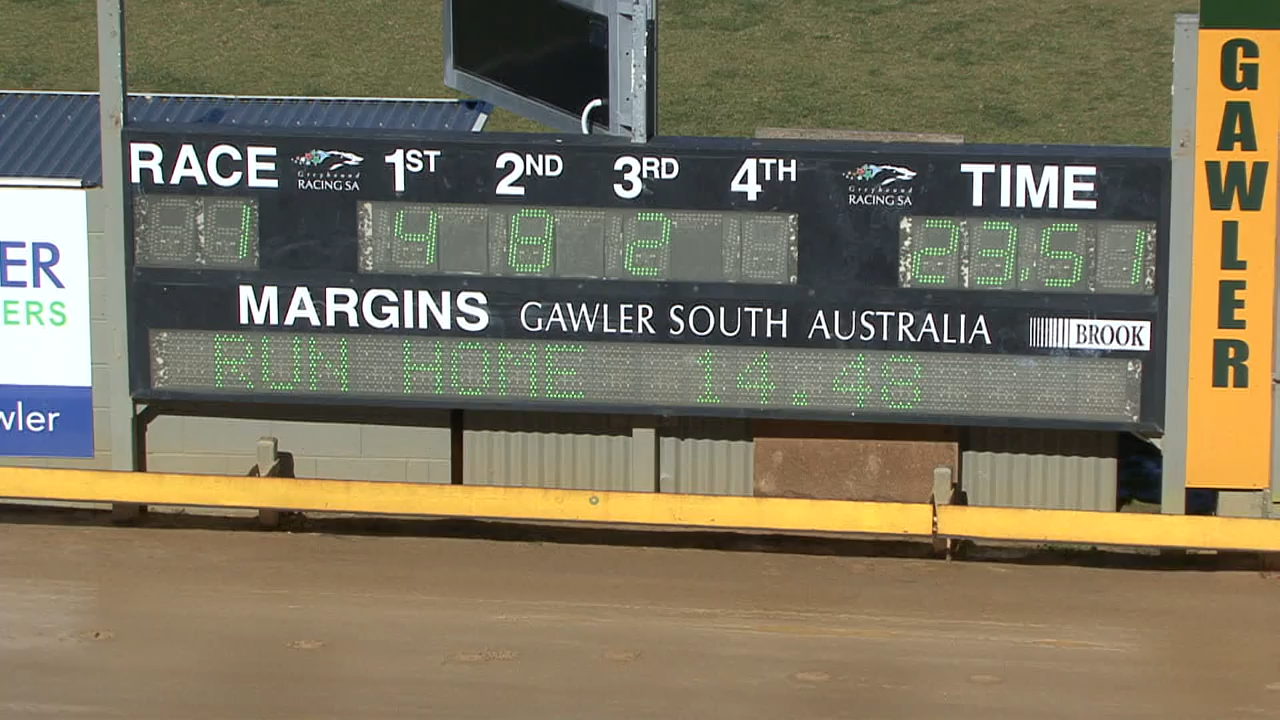 RACE
Greyhound
RACING SA
1ST
2ND
3RD
4TH
Greyhound
RACING SA
TIME
1
4
8
2
23.51
MARGINS
GAWLER SOUTH AUSTRALIA
BROOK
RUN HOME 14.48
ER
ERS
wler
GAWLER